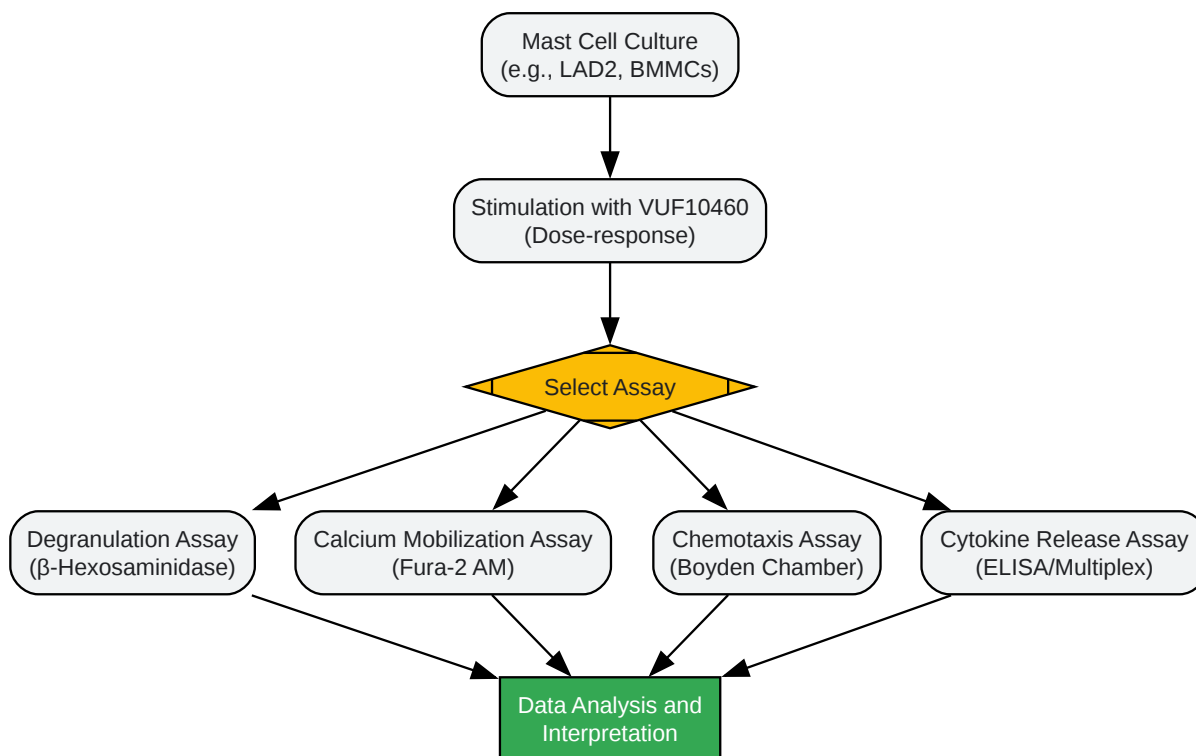 Mast Cell Culture
(e.g., LAD2, BMMCs)
Stimulation with VUF10460
(Dose-response)
Select Assay
Degranulation Assay
(β-Hexosaminidase)
Calcium Mobilization Assay
(Fura-2 AM)
Chemotaxis Assay
(Boyden Chamber)
Cytokine Release Assay
(ELISA/Multiplex)
Data Analysis and
Interpretation